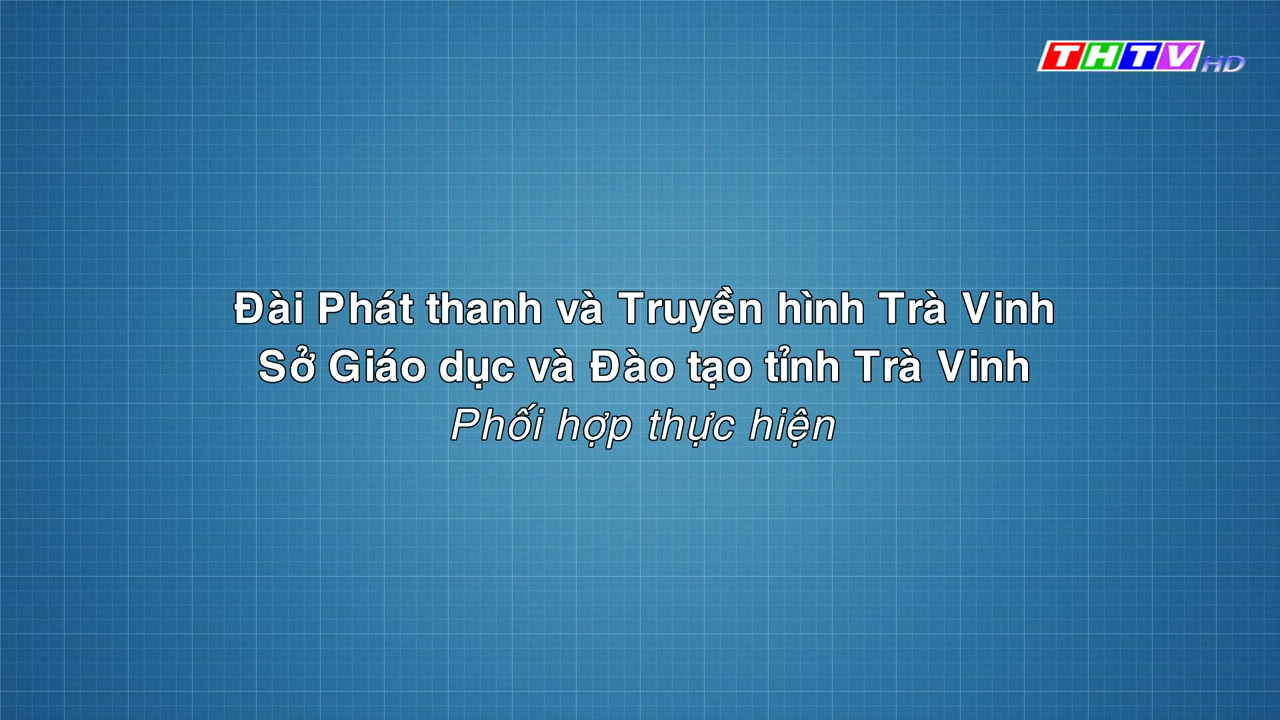 THTV HD
Đài Phát thanh và Truyền hình Trà Vinh
Sở Giáo dục và Đào tạo tỉnh Trà Vinh
Phối hợp thực hiện